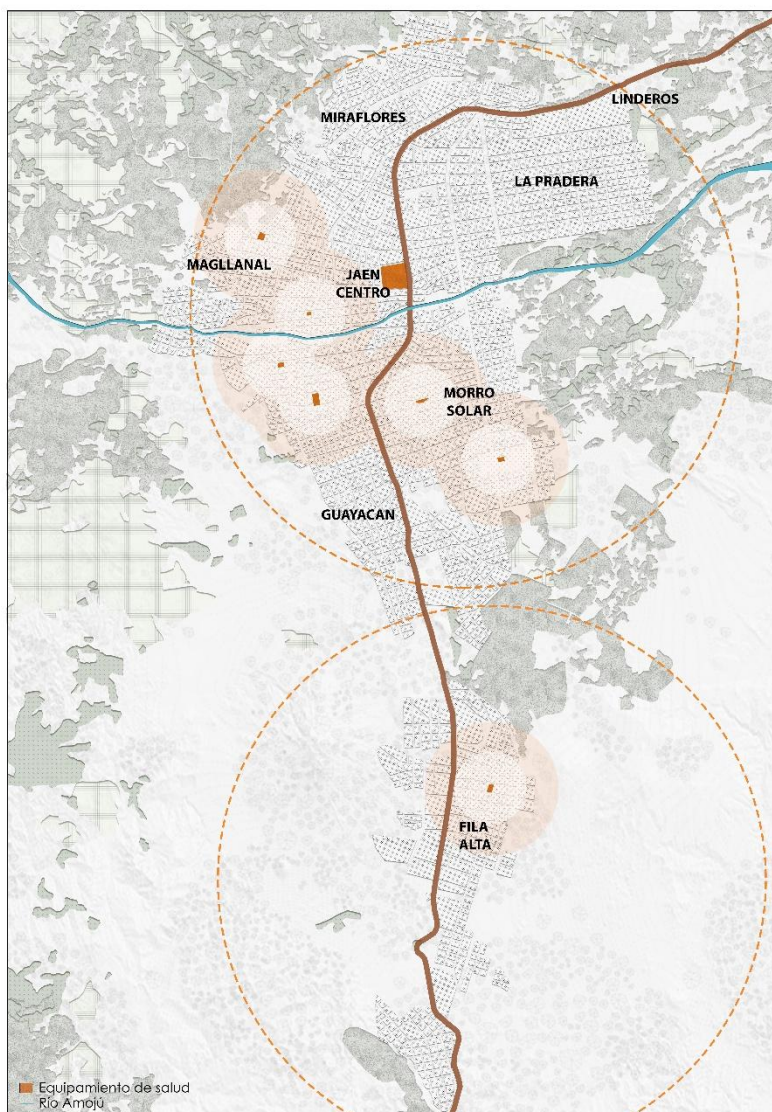 LINDEROS
MIRAFLORES
LA PRADERA
MAGLLANAL
JAEN
CENTRO
MORRO
SOLAR
GUAYACAN
FILA
ALTA
Equipamiento de salud
Río Amojú